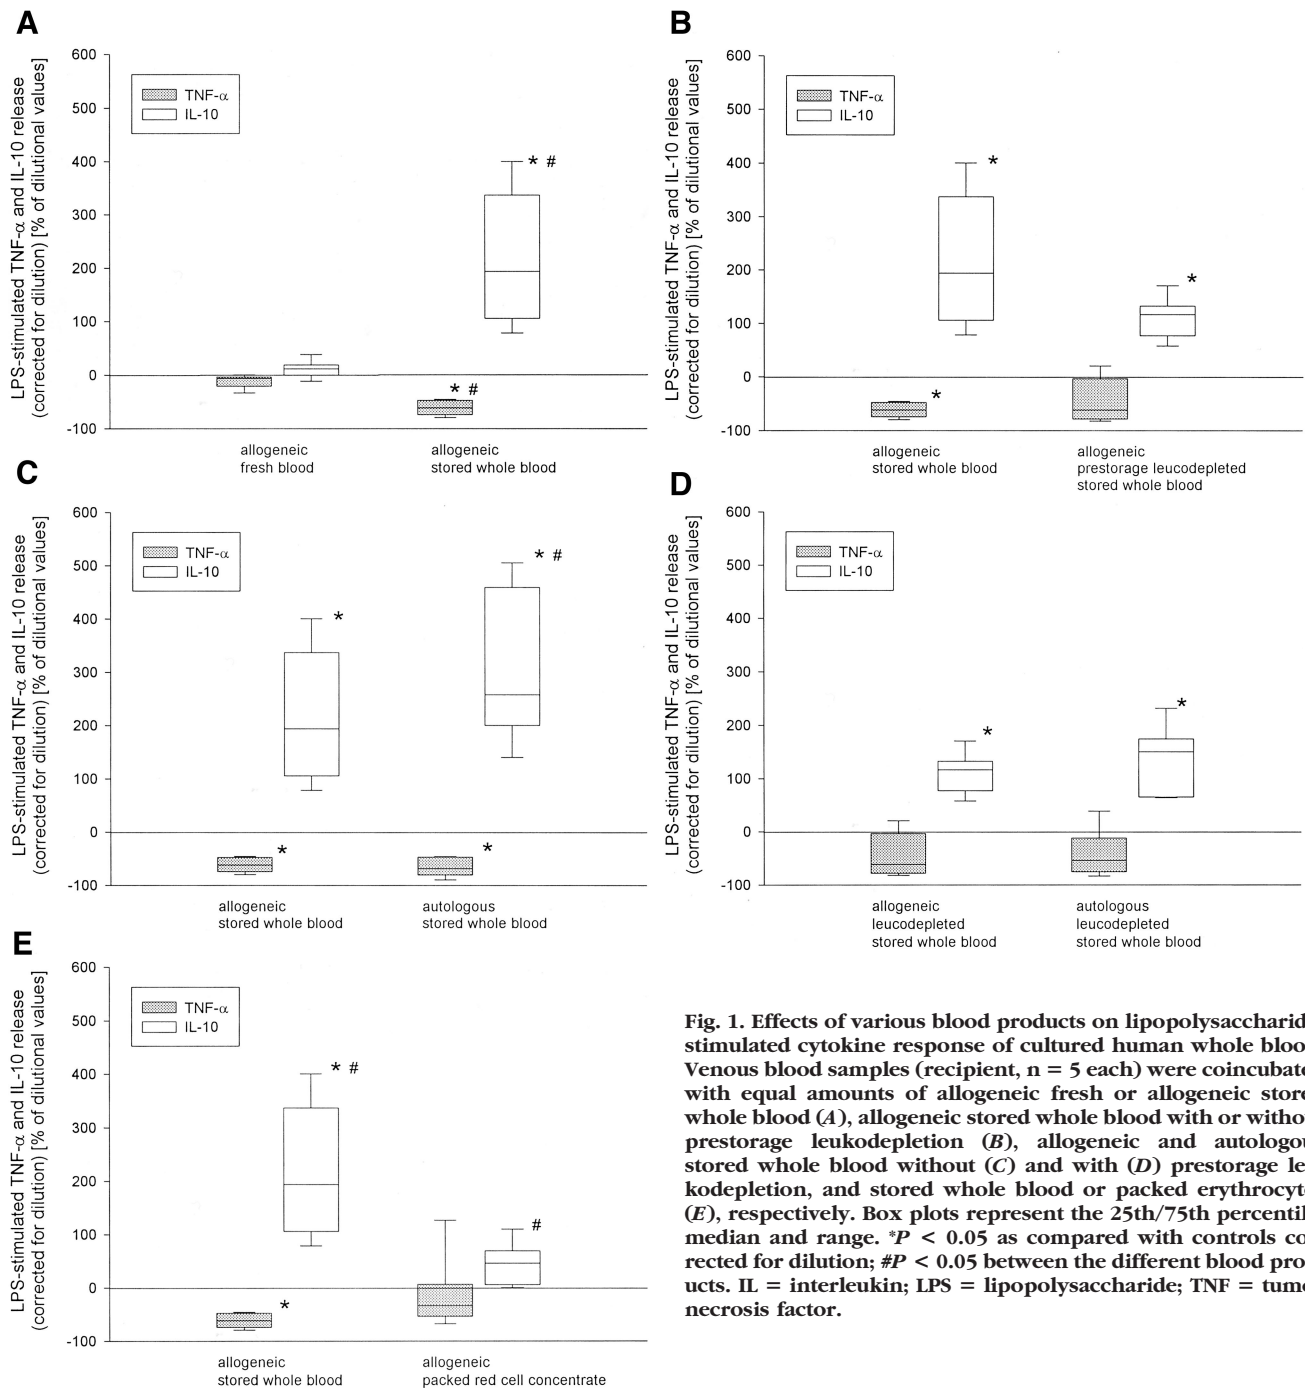 A
LPS-stimulated TNF-α and IL-10 release
(corrected for dilution) [% of dilutional values]
600
500
400
300
200
100
0
-100
TNF-α
IL-10
* #
* #
allogeneic
fresh blood
allogeneic
stored whole blood
B
LPS-stimulated TNF-α and IL-10 release
(corrected for dilution) [% of dilutional values]
600
500
400
300
200
100
0
-100
TNF-α
IL-10
*
*
*
allogeneic
stored whole blood
allogeneic
prestorage leucodepleted
stored whole blood
C
LPS-stimulated TNF-α and IL-10 release
(corrected for dilution) [% of dilutional values]
600
500
400
300
200
100
0
-100
TNF-α
IL-10
* #
*
*
*
allogeneic
stored whole blood
autologous
stored whole blood
D
LPS-stimulated TNF-α and IL-10 release
(corrected for dilution) [% of dilutional values]
600
500
400
300
200
100
0
-100
TNF-α
IL-10
*
*
allogeneic
leucodepleted
stored whole blood
autologous
leucodepleted
stored whole blood
E
LPS-stimulated TNF-α and IL-10 release
(corrected for dilution) [% of dilutional values]
600
500
400
300
200
100
0
-100
TNF-α
IL-10
* #
#
*
allogeneic
stored whole blood
allogeneic
packed red cell concentrate
Fig. 1. Effects of various blood products on lipopolysaccharid
stimulated cytokine response of cultured human whole bloo
Venous blood samples (recipient, n = 5 each) were coincubate
with equal amounts of allogeneic fresh or allogeneic store
whole blood (A), allogeneic stored whole blood with or witho
prestorage leukodepletion (B), allogeneic and autologou
stored whole blood without (C) and with (D) prestorage le
kodepletion, and stored whole blood or packed erythrocyt
(E), respectively. Box plots represent the 25th/75th percentil
median and range. *P < 0.05 as compared with controls co
rected for dilution; #P < 0.05 between the different blood pro
ucts. IL = interleukin; LPS = lipopolysaccharide; TNF = tumo
necrosis factor.